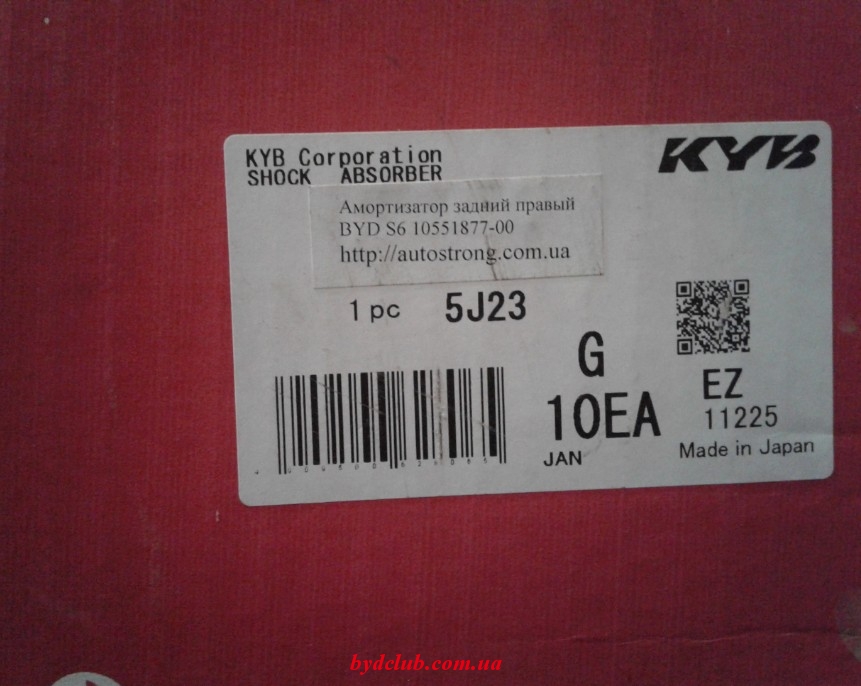 KYB Corporation
KYB
SHOCK ABSORBER
Амортизатор задний правый
BYD S6 10551877-00
http://autostrong.com.ua
1 pc 5J23
G
EZ
10EA
11225
JAN
Made in Japan
bydclub.com.ua